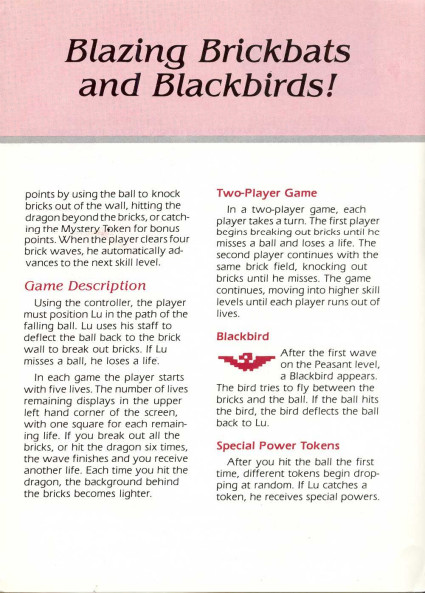 Blazing Brickbats
and Blackbirds!
points by using the ball to knock
bricks out of the wall, hitting the
dragon beyond the bricks, or catch-
ing the Mystery Token for bonus
points. When the player clears four
brick waves, he automatically ad-
vances to the next skill level.
Game Description
Using the controller, the player
must position Lu in the path of the
falling ball. Lu uses his staff to
deflect the ball back to the brick
wall to break out bricks. If Lu
misses a ball, he loses a life.
In each game the player starts
with five lives. The number of lives
remaining displays in the upper
left hand corner of the screen,
with one square for each remain-
ing life. If you break out all the
bricks, or hit the dragon six times,
the wave finishes and you receive
another life. Each time you hit the
dragon, the background behind
the bricks becomes lighter.
Two-Player Game
In a two-player game, each
player takes a turn. The first player
begins breaking out bricks until he
misses a ball and loses a life. The
second player continues with the
same brick field, knocking out
bricks until he misses. The game
continues, moving into higher skill
levels until each player runs out of
lives.
Blackbird
After the first wave
on the Peasant level,
a Blackbird appears.
The bird tries to fly between the
bricks and the ball. If the ball hits
the bird, the bird deflects the ball
back to Lu.
Special Power Tokens
After you hit the ball the first
time, different tokens begin drop-
ping at random. If Lu catches a
token, he receives special powers.